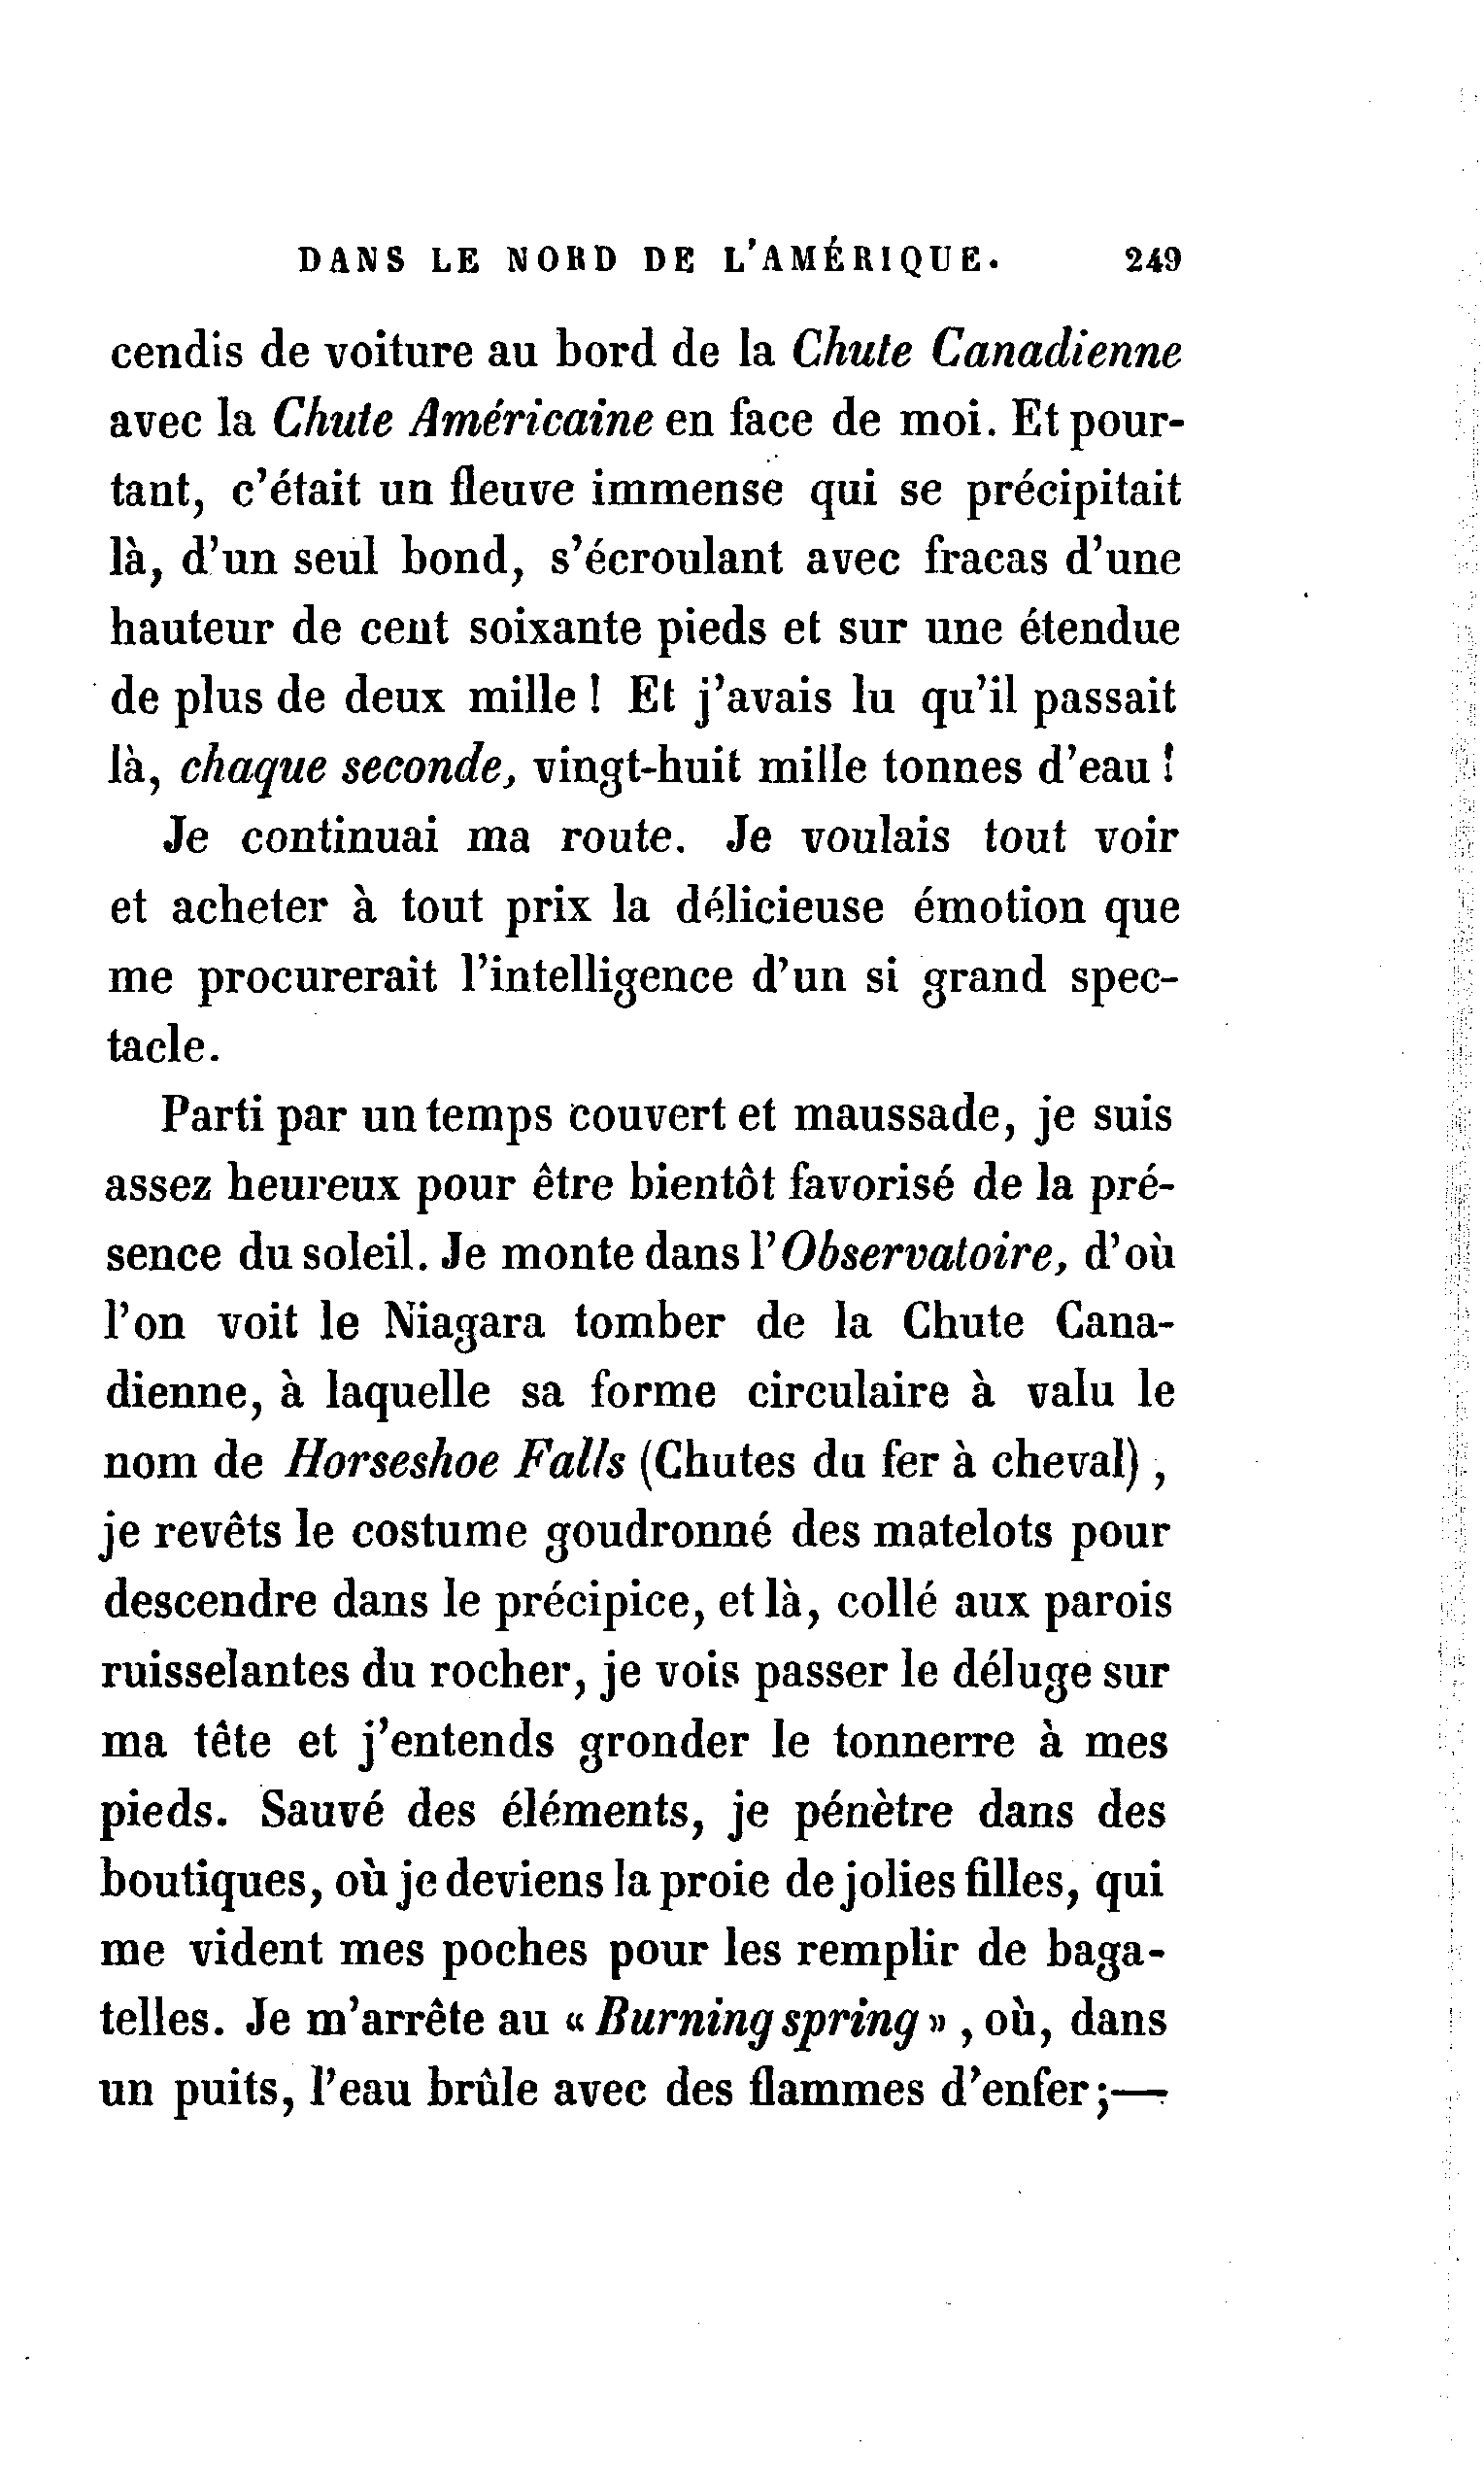 DANS LE NORD DE L'AMÉRIQUE. 249
cendis de voiture au bord de la Chute Canadienne
avec la Chute Américaine en face de moi. Et pour-
tant, c'était un fleuve immense qui se précipitait
là, d'un seul bond, s'écroulant avec fracas d'une
hauteur de cent soixante pieds et sur une étendue
de plus de deux mille ! Et j'avais lu qu'il passait
là, chaque seconde, vingt-huit mille tonnes d'eau !
Je continuai ma route. Je voulais tout voir
et acheter à tout prix la délicieuse émotion que
me procurerait l'intelligence d'un si grand spec-
tacle.
Parti par un temps couvert et maussade, je suis
assez heureux pour être bientôt favorisé de la pré-
sence du soleil. Je monte dans l'Observatoire, d'où
l'on voit le Niagara tomber de la Chute Cana-
dienne, à laquelle sa forme circulaire à valu le
nom de Horseshoe Falls (Chutes du fer à cheval) ,
je revêts le costume goudronné des matelots pour
descendre dans le précipice, et là, collé aux parois
ruisselantes du rocher, je vois passer le déluge sur
ma tête et j'entends gronder le tonnerre à mes
pieds. Sauvé des éléments, je pénètre dans des
boutiques, où je deviens la proie de jolies filles, qui
me vident mes poches pour les remplir de baga-
telles. Je m'arrête au « Burning spring » , où, dans
un puits, l'eau brûle avec des flammes d'enfer ;—